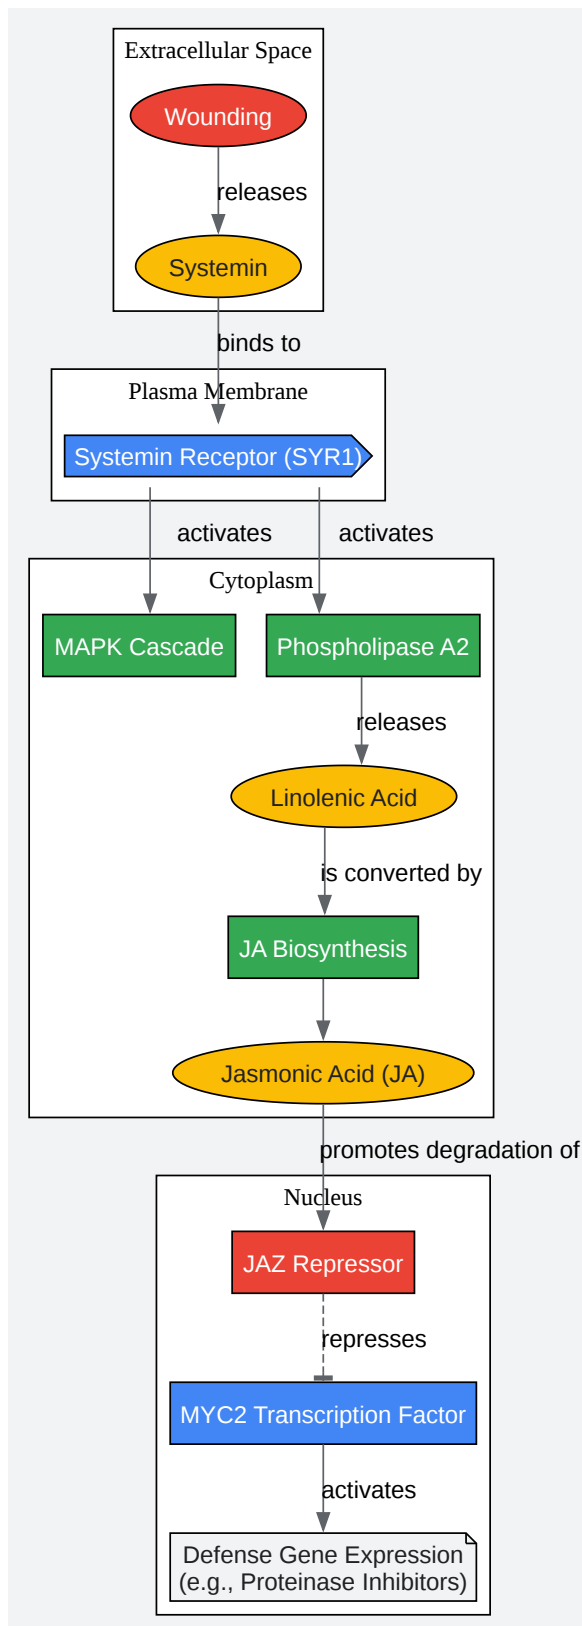 Extracellular Space
Wounding
releases
Systemin
binds to
Plasma Membrane
Systemin Receptor (SYR1)
activates
activates
Cytoplasm
MAPK Cascade
Phospholipase A2
releases
Linolenic Acid
is converted by
JA Biosynthesis
Jasmonic Acid (JA)
promotes degradation of
Nucleus
JAZ Repressor
represses
MYC2 Transcription Factor
activates
Defense Gene Expression
(e.g., Proteinase Inhibitors)